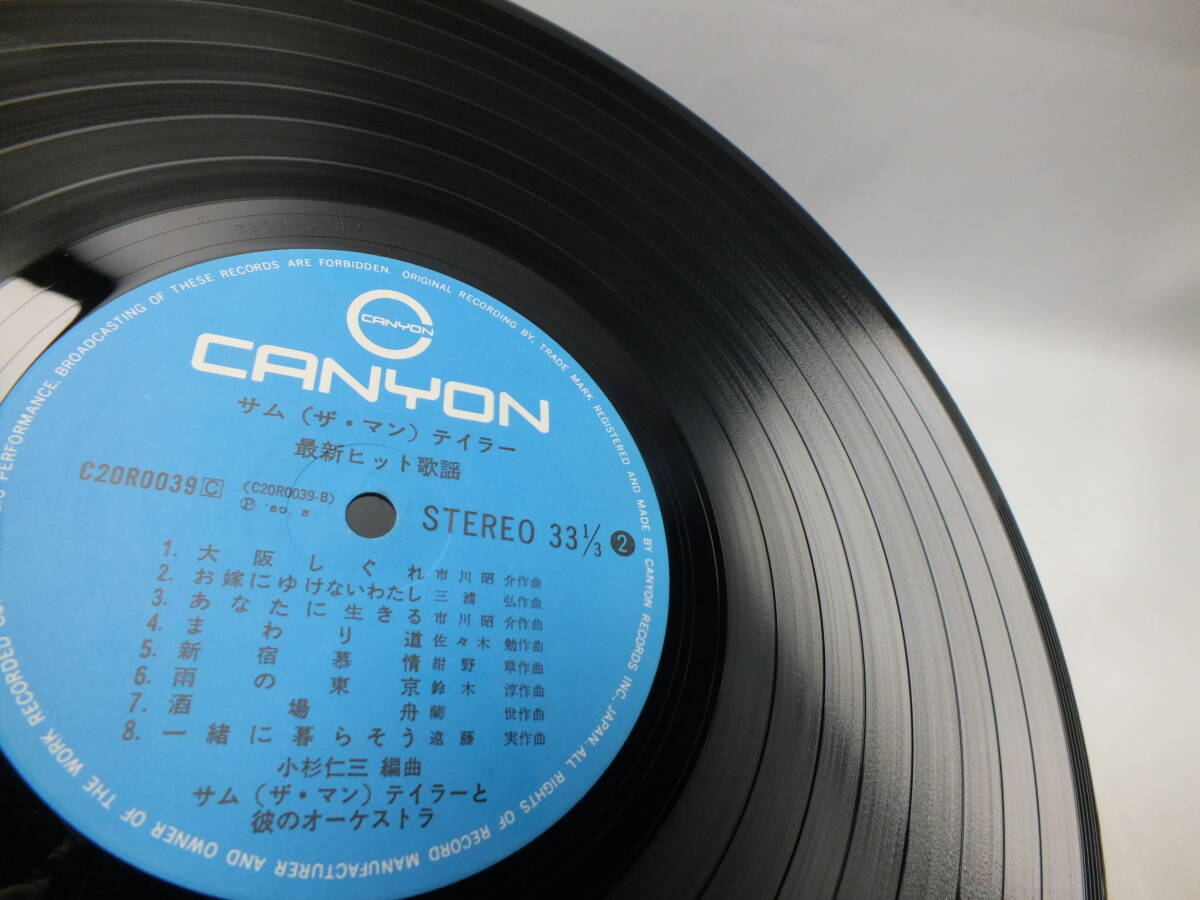 CANYON
CANYON
サム（ザ・マン）テイラー
最新ヒット歌謡
C20R0039 C (C20R0039-B)
Ⓟ '80. 5
STEREO 33⅓ 2
1. 大阪しぐれ 市川昭介作曲
2. お嫁にゆけないわたし 三浦弘作曲
3. あなたに生きる 市川昭介作曲
4. まわり道 佐々木勉作曲
5. 新宿慕情 紺野章作曲
6. 雨の東京 鈴木淳作曲
7. 酒場舟 蘭世作曲
8. 一緒に暮らそう 遠藤実作曲
小杉仁三 編曲
サム（ザ・マン）テイラーと
彼のオーケストラ
PERFORMANCE, BROADCASTING OF THESE RECORDS ARE FORBIDDEN. ORIGINAL RECORDING BY, TRADE MARK REGISTERED AND MADE BY CANYON RECORDS INC., JAPAN. ALL RIGHTS OF RECORD MANUFACTURER AND OWNER OF THE WORK RECORDED